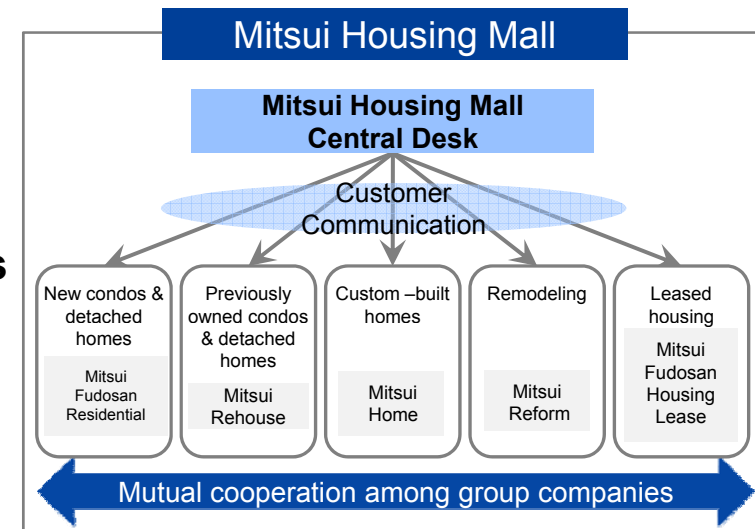 Mitsui Housing Mall
Mitsui Housing Mall
Central Desk
Customer
Communication
s
New condos &
detached
homes
Mitsui
Fudosan
Residential
Previously
owned condos
& detached
homes
Mitsui
Rehouse
Custom –built
homes
Mitsui
Home
Remodeling
Mitsui
Reform
Leased
housing
Mitsui
Fudosan
Housing
Lease
Mutual cooperation among group companies